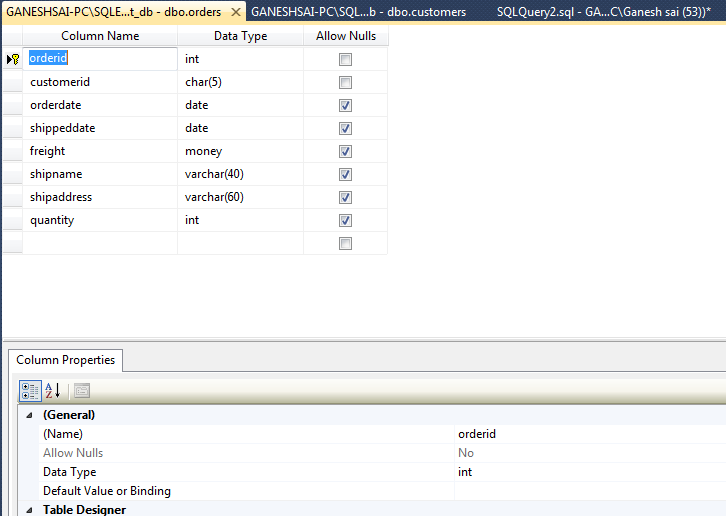 GANESHSAI-PC\SQLE...t_db - dbo.orders GANESHSAI-PC\SQL...b - dbo.customers SQLQuery2.sql - GA...C\Ganesh sai (53))*
Column Name Data Type Allow Nulls
orderid int
customerid char(5)
orderdate date
shippeddate date
freight money
shipname varchar(40)
shipaddress varchar(60)
quantity int
Column Properties
A Z
(General)
(Name) orderid
Allow Nulls No
Data Type int
Default Value or Binding
Table Designer